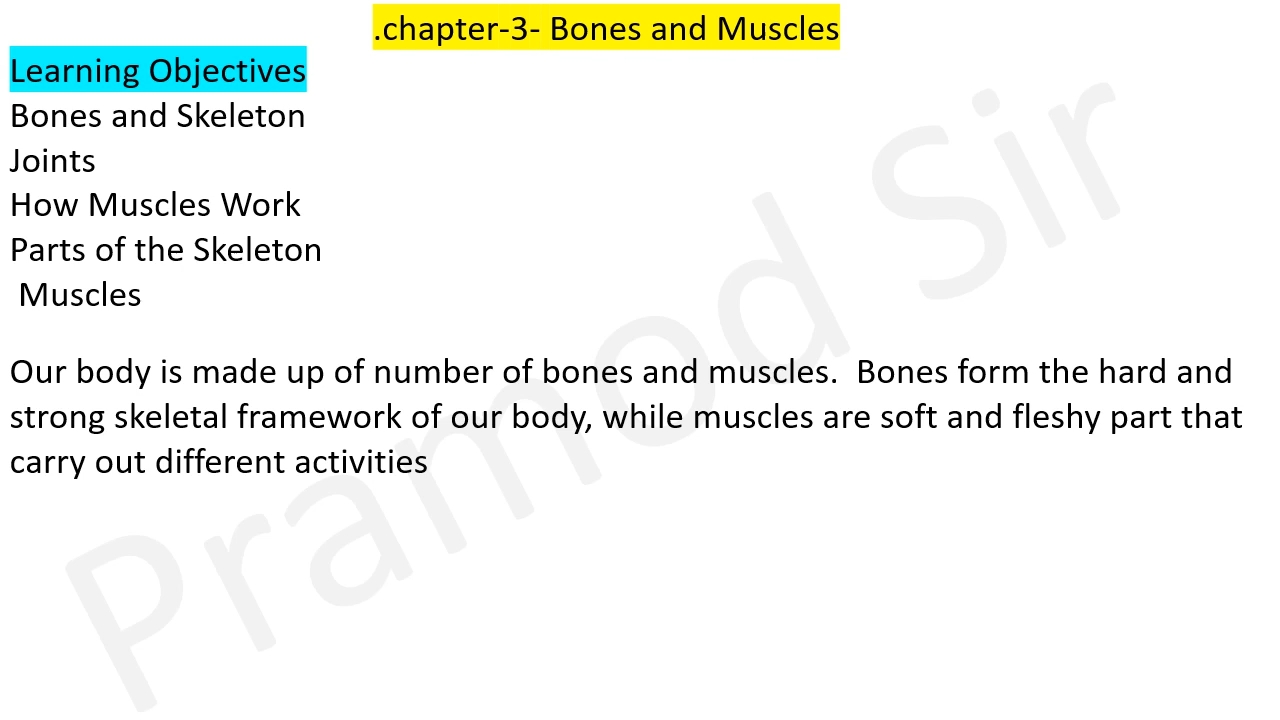 .chapter-3- Bones and Muscles
Learning Objectives
Bones and Skeleton
Joints
How Muscles Work
Parts of the Skeleton
Muscles
Our body is made up of number of bones and muscles.  Bones form the hard and
strong skeletal framework of our body, while muscles are soft and fleshy part that
carry out different activities
Pramod Sir